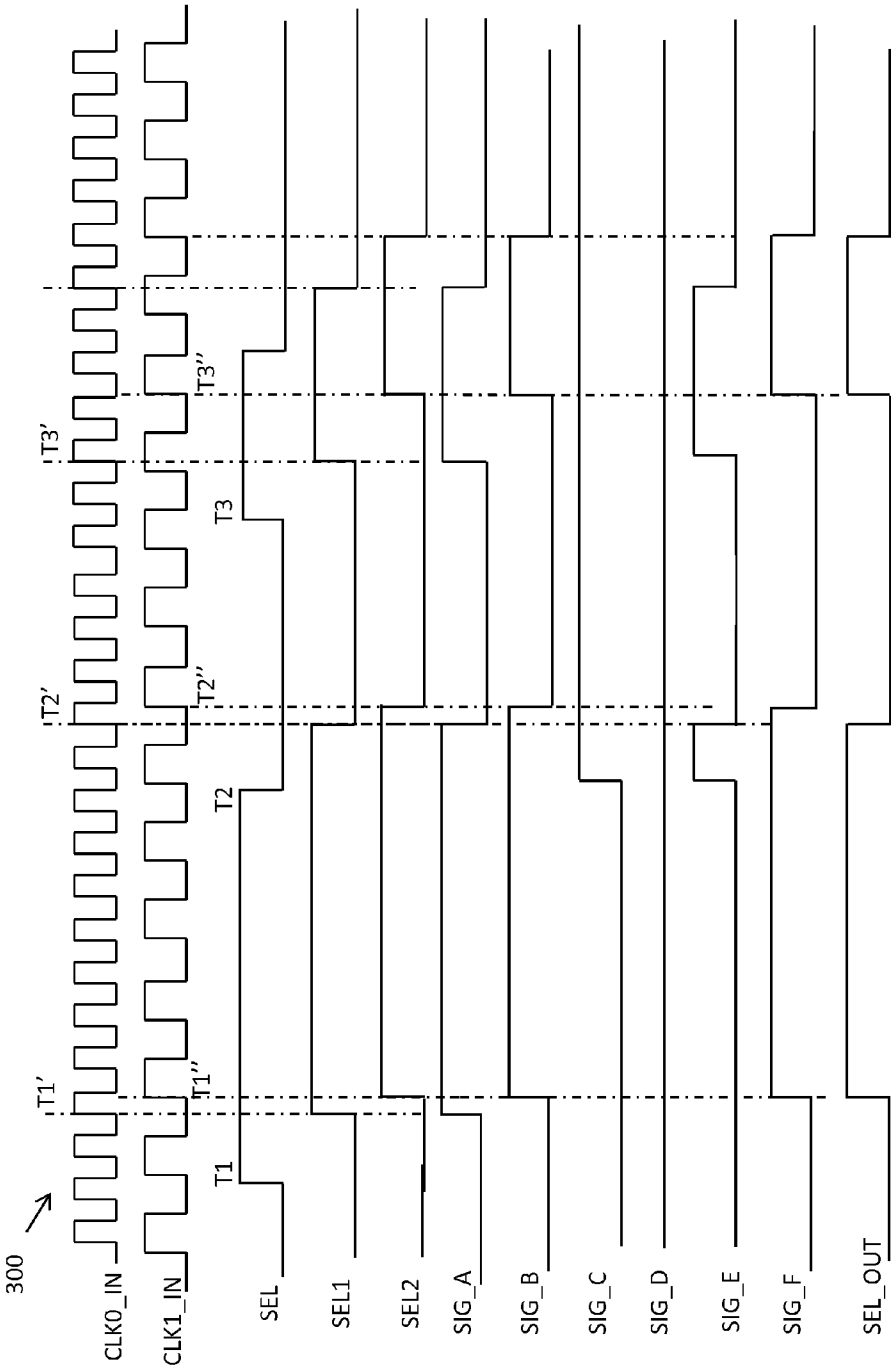 300
CLK0_IN
T1'
T2'
T3'
CLK1_IN
T1''
T2''
T3''
SEL
T1
T2
T3
SEL1
SEL2
SIG_A
SIG_B
SIG_C
SIG_D
SIG_E
SIG_F
SEL_OUT